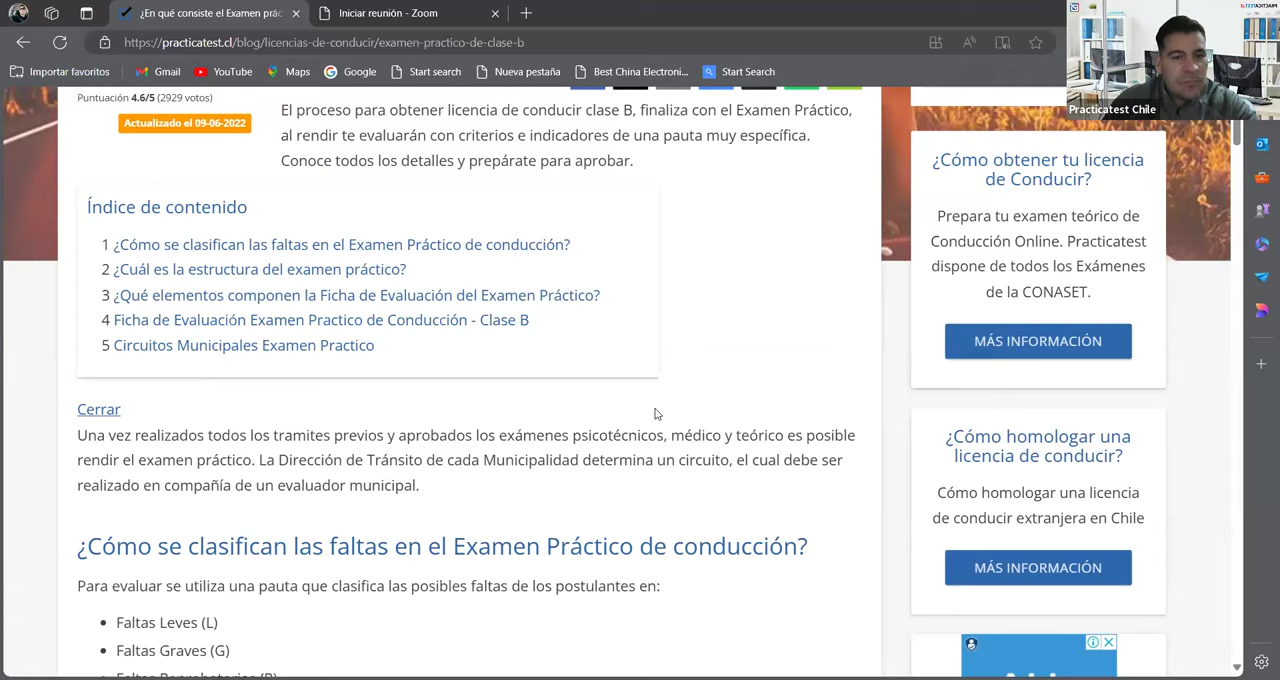 ¿En qué consiste el Examen prác
Iniciar reunión - Zoom
https://practicatest.cl/blog/licencias-de-conducir/examen-practico-de-clase-b
Importar favoritos
Gmail
YouTube
Maps
Google
Start search
Nueva pestaña
Best China Electroni...
Start Search
Practicatest Chile
Puntuación 4.6/5 (2929 votos)
Actualizado el 09-06-2022
El proceso para obtener licencia de conducir clase B, finaliza con el Examen Práctico,
al rendir te evaluarán con criterios e indicadores de una pauta muy específica.
Conoce todos los detalles y prepárate para aprobar.
Índice de contenido
1 ¿Cómo se clasifican las faltas en el Examen Práctico de conducción?
2 ¿Cuál es la estructura del examen práctico?
3 ¿Qué elementos componen la Ficha de Evaluación del Examen Práctico?
4 Ficha de Evaluación Examen Practico de Conducción - Clase B
5 Circuitos Municipales Examen Practico
Cerrar
Una vez realizados todos los tramites previos y aprobados los exámenes psicotécnicos, médico y teórico es posible
rendir el examen práctico. La Dirección de Tránsito de cada Municipalidad determina un circuito, el cual debe ser
realizado en compañía de un evaluador municipal.
¿Cómo se clasifican las faltas en el Examen Práctico de conducción?
Para evaluar se utiliza una pauta que clasifica las posibles faltas de los postulantes en:
Faltas Leves (L)
Faltas Graves (G)
Faltas Reprobatorias (R)
¿Cómo obtener tu licencia
de Conducir?
Prepara tu examen teórico de
Conducción Online. Practicatest
dispone de todos los Exámenes
de la CONASET.
MÁS INFORMACIÓN
¿Cómo homologar una
licencia de conducir?
Cómo homologar una licencia
de conducir extranjera en Chile
MÁS INFORMACIÓN